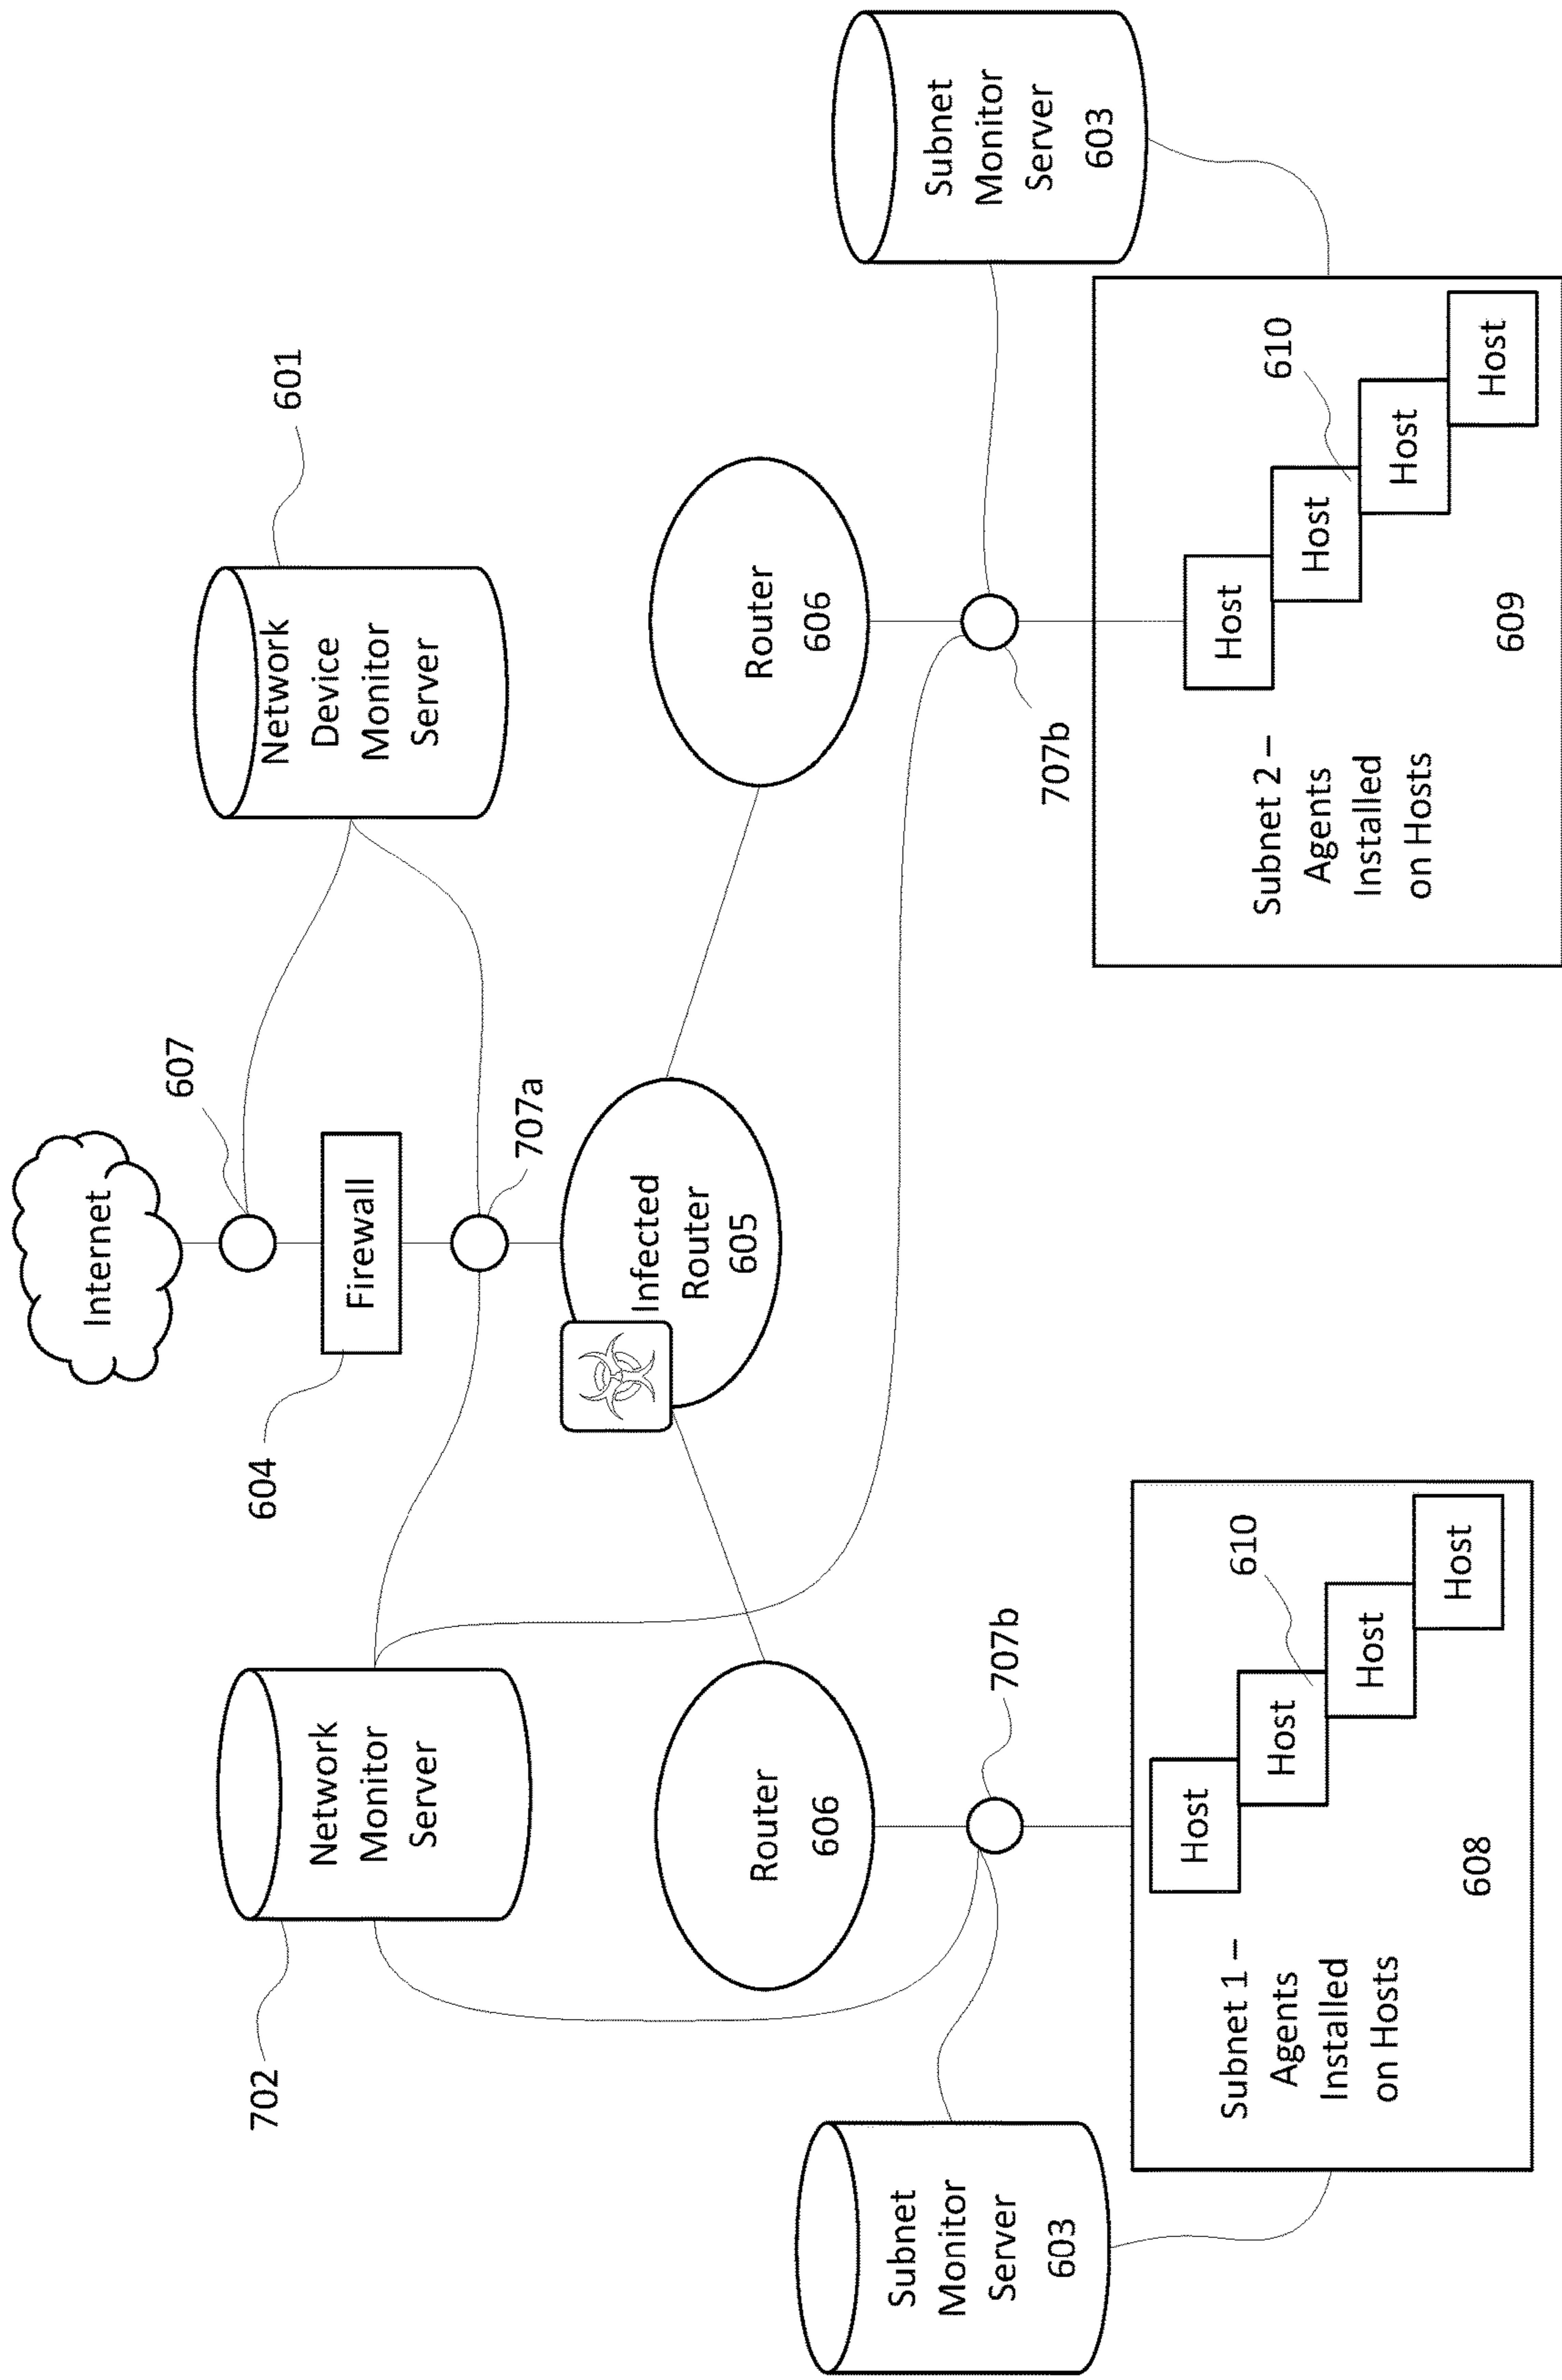 Internet
607
604
Firewall
707a
601
Network
Device
Monitor
Server
702
Network
Monitor
Server
Infected
Router
605
Router
606
Router
606
707b
707b
Subnet
Monitor
Server
603
Subnet
Monitor
Server
603
Subnet 1 –
Agents
Installed
on Hosts
608
610
Host
Host
Host
Host
Subnet 2 –
Agents
Installed
on Hosts
609
610
Host
Host
Host
Host